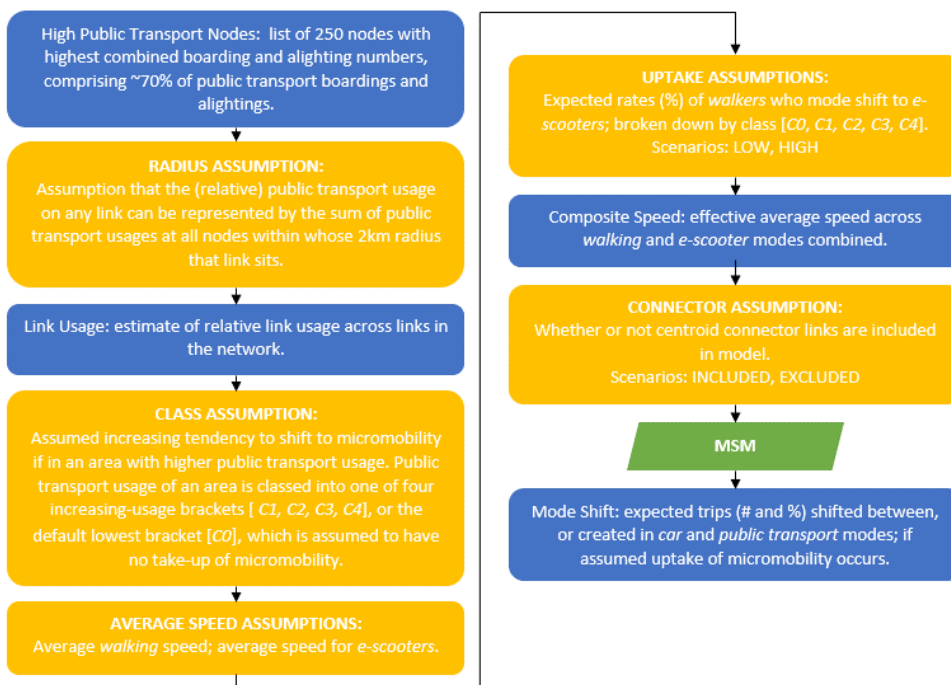 High Public Transport Nodes: list of 250 nodes with
highest combined boarding and alighting numbers,
comprising ~70% of public transport boardings and
alightings.
RADIUS ASSUMPTION:
Assumption that the (relative) public transport usage
on any link can be represented by the sum of public
transport usages at all nodes within whose 2km radius
that link sits.
Link Usage: estimate of relative link usage across links in
the network.
CLASS ASSUMPTION:
Assumed increasing tendency to shift to micromobility
if in an area with higher public transport usage. Public
transport usage of an area is classed into one of four
increasing-usage brackets [ C1, C2, C3, C4], or the
default lowest bracket [C0], which is assumed to have
no take-up of micromobility.
AVERAGE SPEED ASSUMPTIONS:
Average walking speed; average speed for e-scooters.
UPTAKE ASSUMPTIONS:
Expected rates (%) of walkers who mode shift to e-
scooters; broken down by class [C0, C1, C2, C3, C4].
Scenarios: LOW, HIGH
Composite Speed: effective average speed across
walking and e-scooter modes combined.
CONNECTOR ASSUMPTION:
Whether or not centroid connector links are included
in model.
Scenarios: INCLUDED, EXCLUDED
MSM
Mode Shift: expected trips (# and %) shifted between,
or created in car and public transport modes; if
assumed uptake of micromobility occurs.